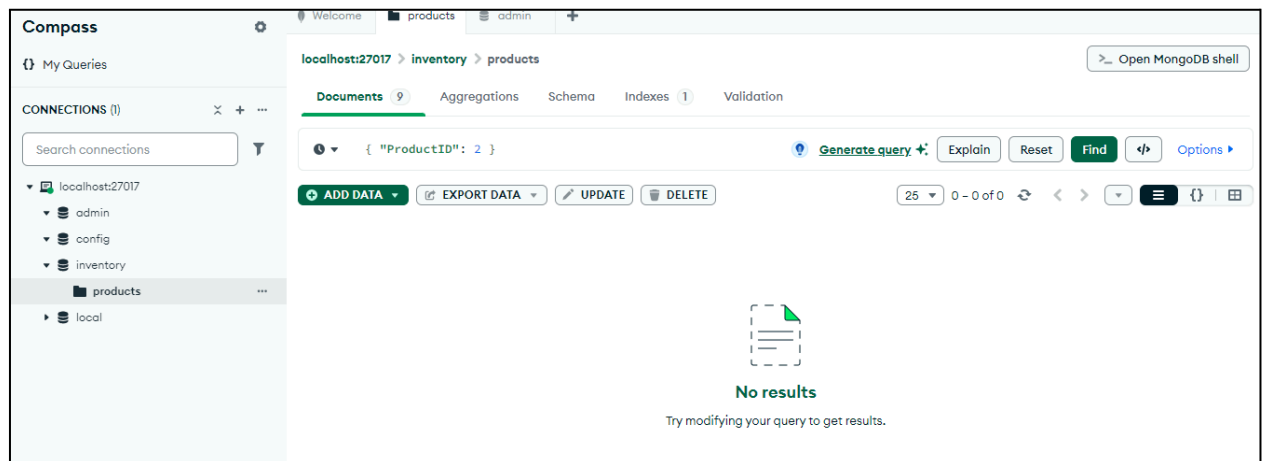 Compass
{} My Queries
CONNECTIONS (1)
Search connections
localhost:27017
admin
config
inventory
products
local
Welcome products admin
localhost:27017 > inventory > products
>_ Open MongoDB shell
Documents 9 Aggregations Schema Indexes 1 Validation
{ "ProductID": 2 }
Generate query Explain Reset Find </> Options
ADD DATA EXPORT DATA UPDATE DELETE
25 0 – 0 of 0 {}
No results
Try modifying your query to get results.